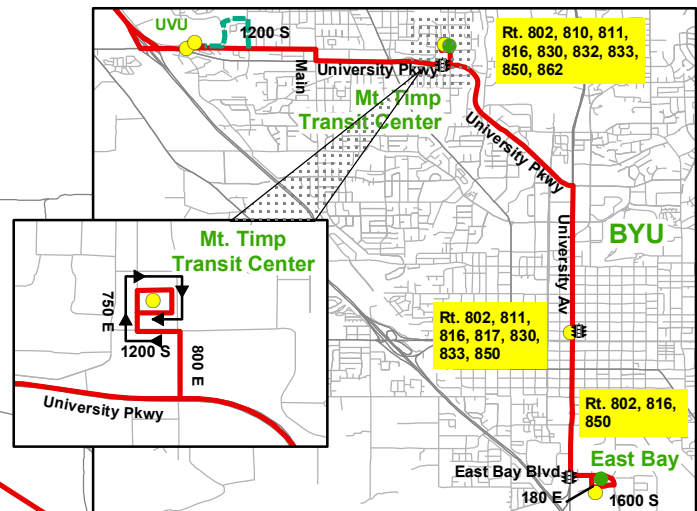 UVU
1200 S
Main
University Pkwy
Mt. Timp
Transit Center
Rt. 802, 810, 811,
816, 830, 832, 833,
850, 862
University Pkwy
University Av
BYU
Mt. Timp
Transit Center
750 E
1200 S
800 E
University Pkwy
Rt. 802, 811,
816, 817, 830,
833, 850
Rt. 802, 816,
850
East Bay Blvd
East Bay
180 E
1600 S